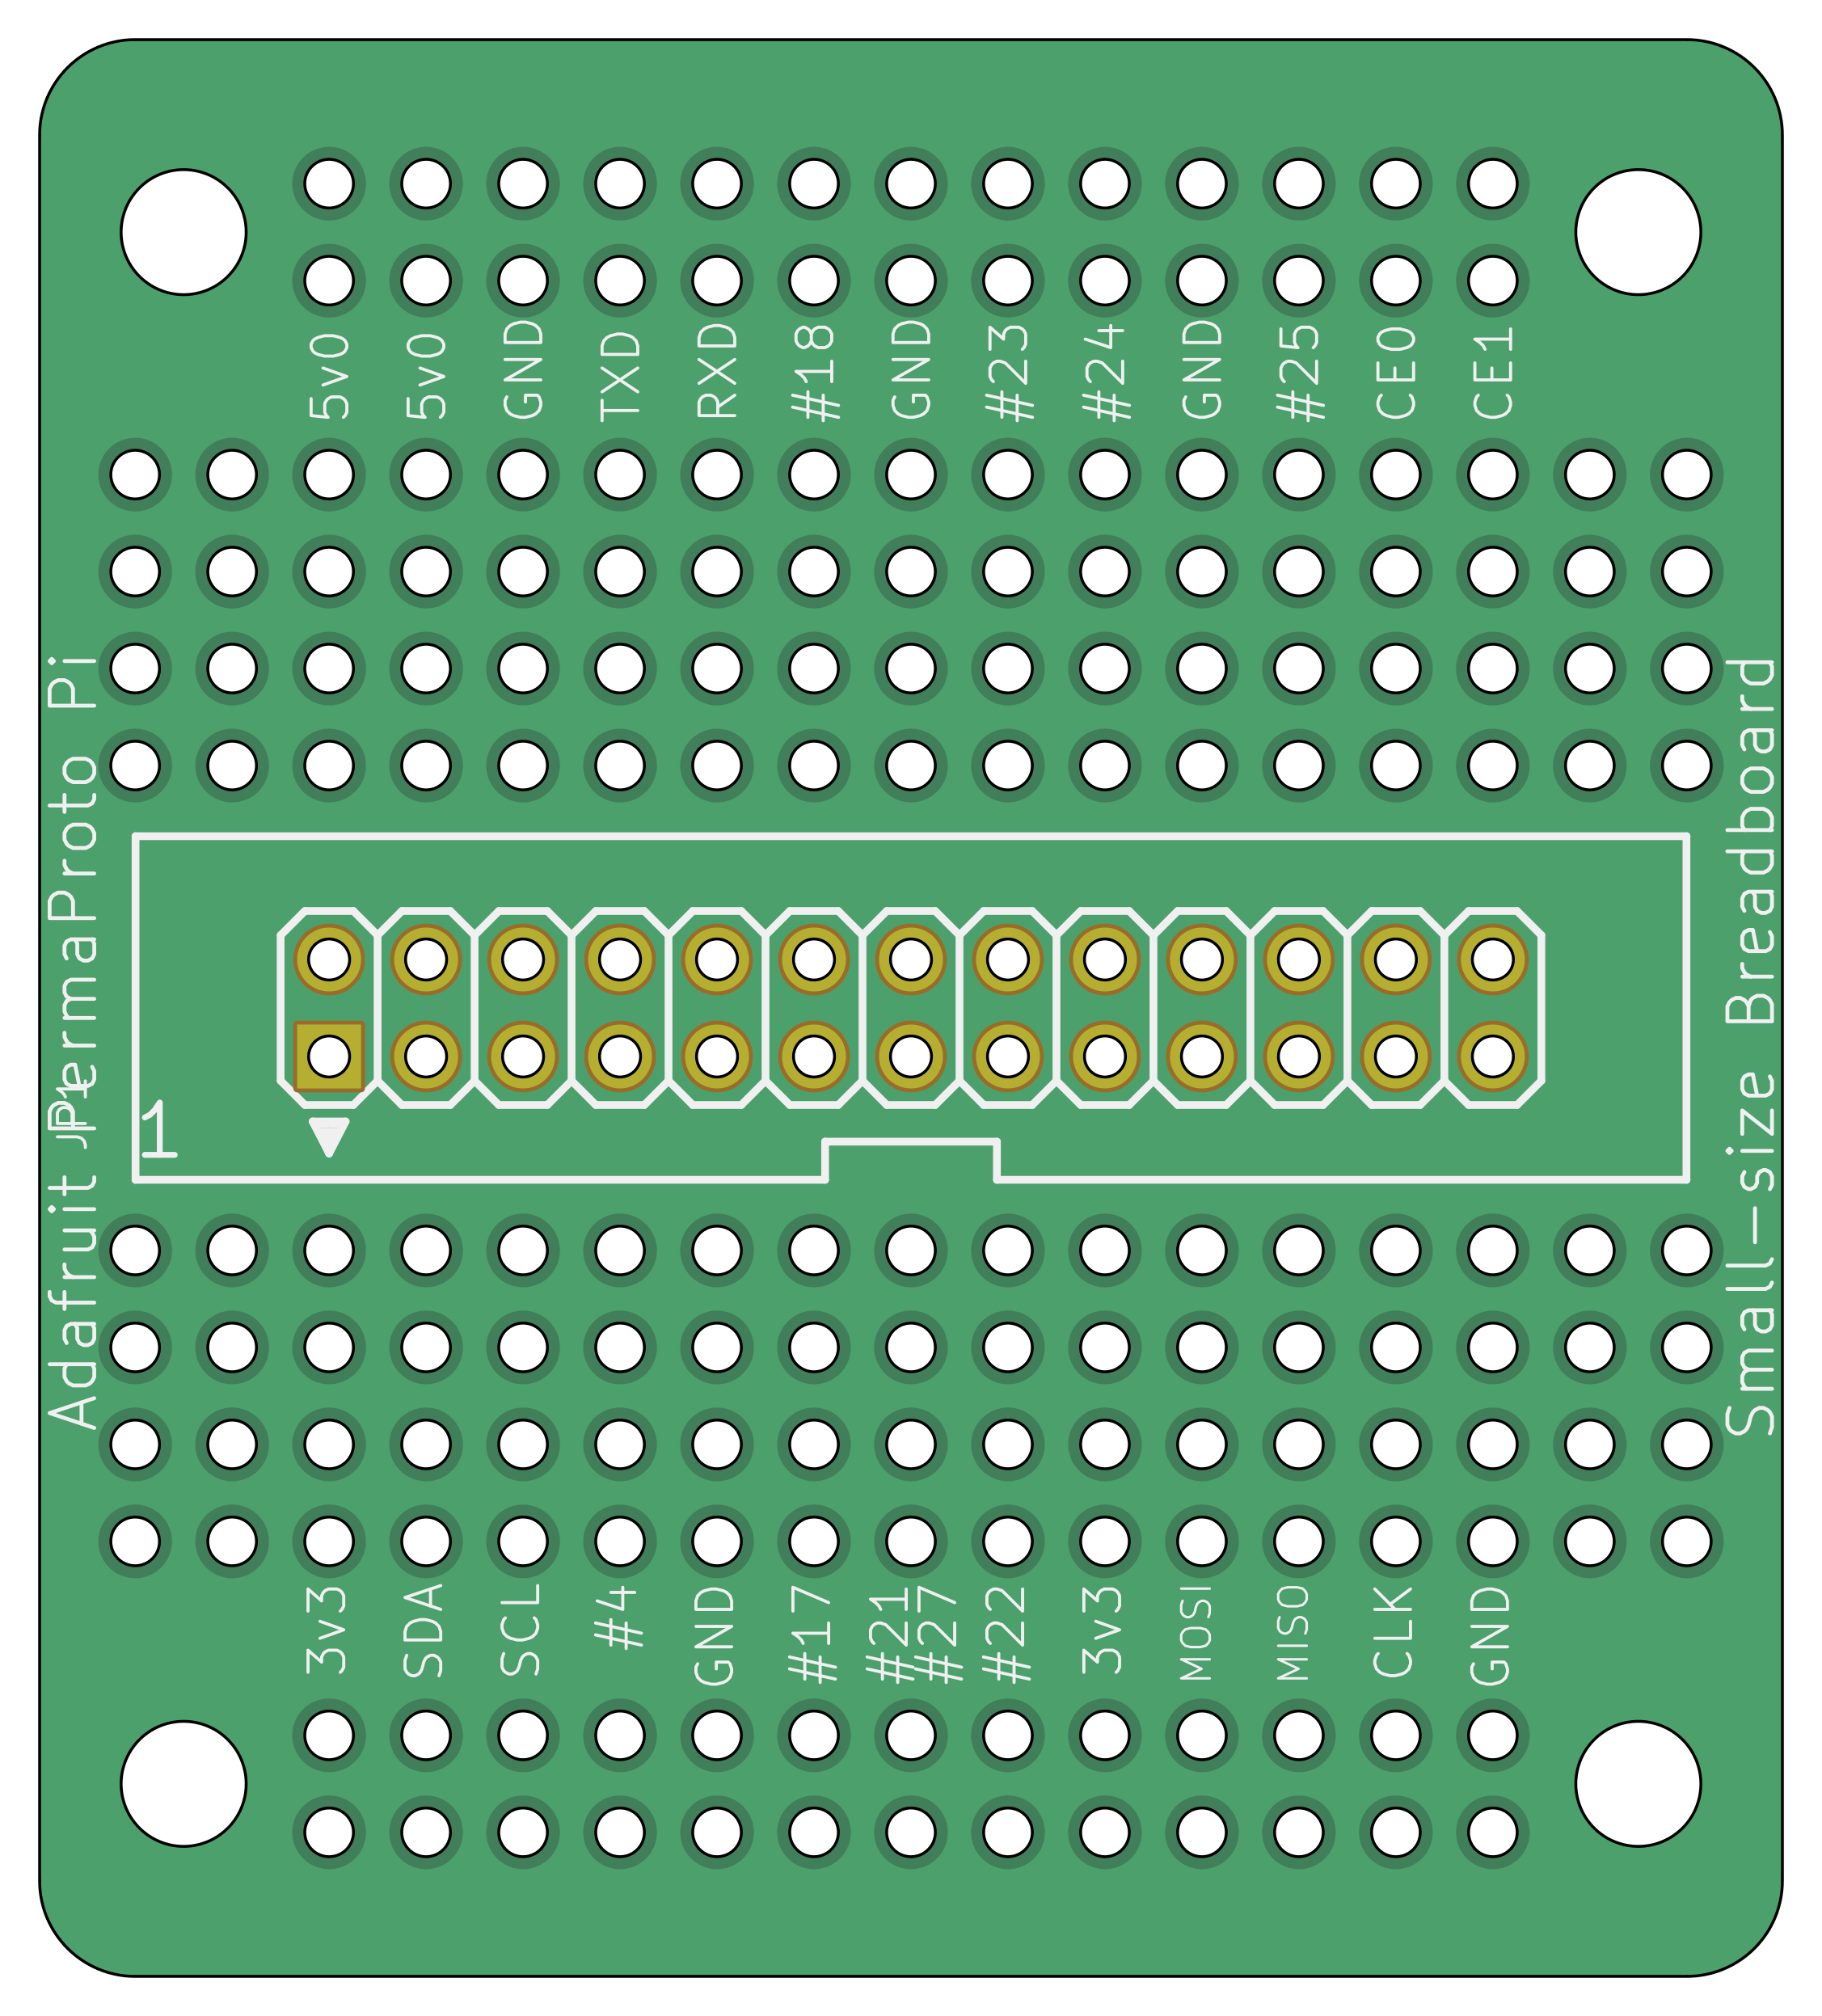 5v0
5v0
GND
TXD
RXD
#18
GND
#23
#24
GND
#25
CE0
CE1
Adafruit PermaProto Pi
JP1
1
Small-size Breadboard
3v3
SDA
SCL
#4
GND
#17
#21
#27
#22
3v3
MOSI
MISO
CLK
GND